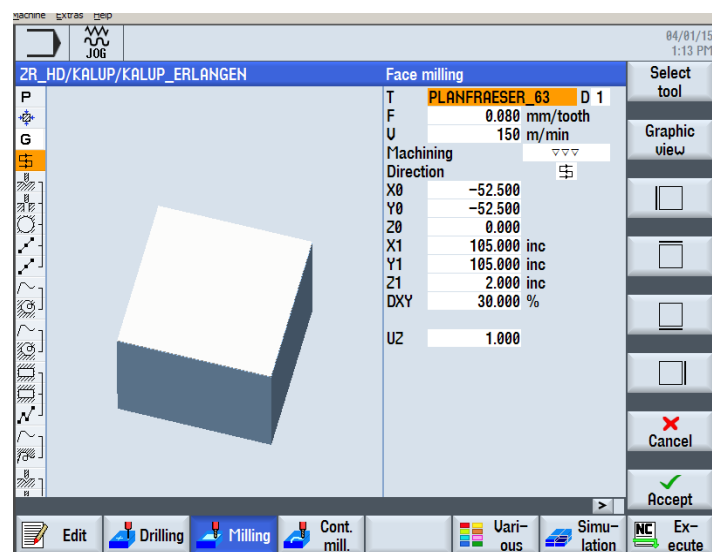 Machine Extras Help
JOG
04/01/15
1:13 PM
ZR_HD/KALUP/KALUP_ERLANGEN
Face milling
Select
tool
P
T PLANFRAESER_63 D 1
F 0.080 mm/tooth
G
V 150 m/min
Graphic
view
Machining ▽▽▽
Direction
X0 -52.500
Y0 -52.500
Z0 0.000
X1 105.000 inc
Y1 105.000 inc
Z1 2.000 inc
DXY 30.000 %
UZ 1.000
Cancel
Accept
>
Edit
Drilling
Milling
Cont.
mill.
Vari-
ous
Simu-
lation
NC Ex-
ecute